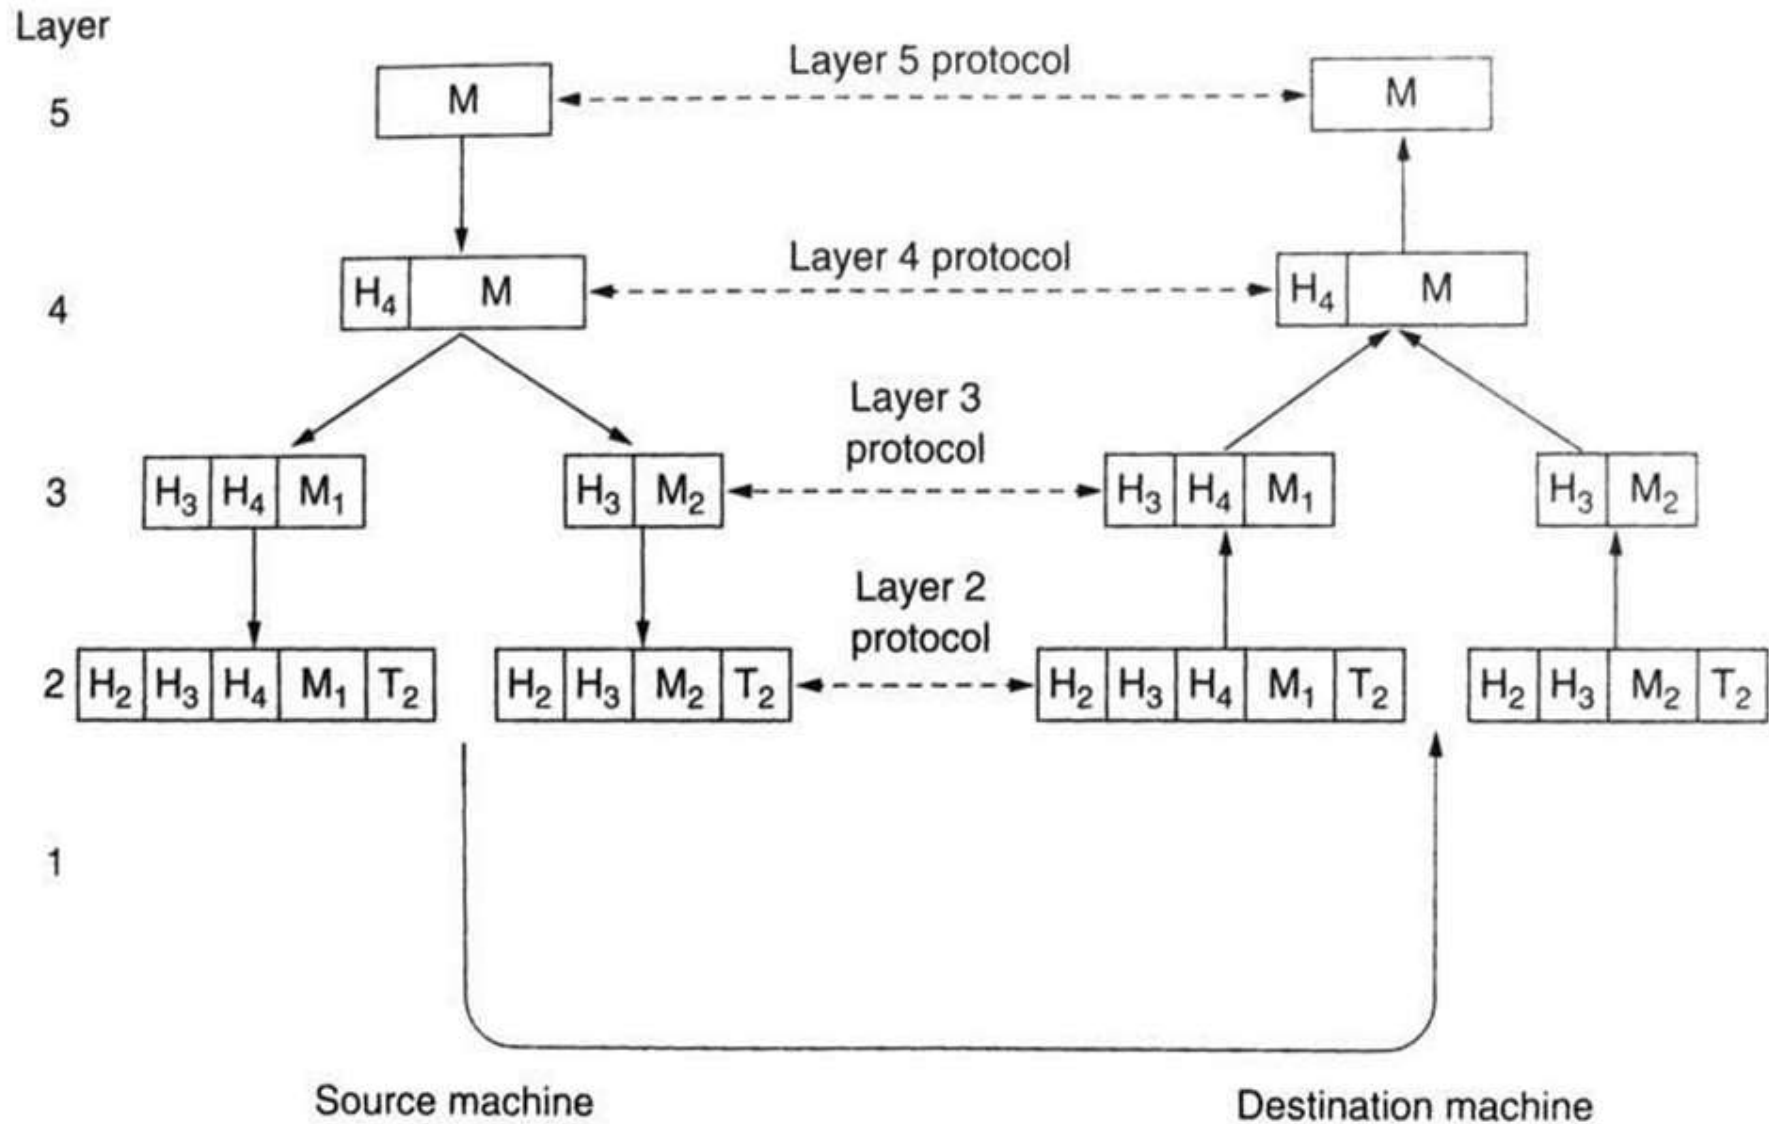 Layer
5 M Layer 5 protocol M
4 H₄ M Layer 4 protocol H₄ M
Layer 3
protocol
3 H₃ H₄ M₁ H₃ M₂ H₃ H₄ M₁ H₃ M₂
Layer 2
protocol
2 H₂ H₃ H₄ M₁ T₂ H₂ H₃ M₂ T₂ H₂ H₃ H₄ M₁ T₂ H₂ H₃ M₂ T₂
1
Source machine Destination machine